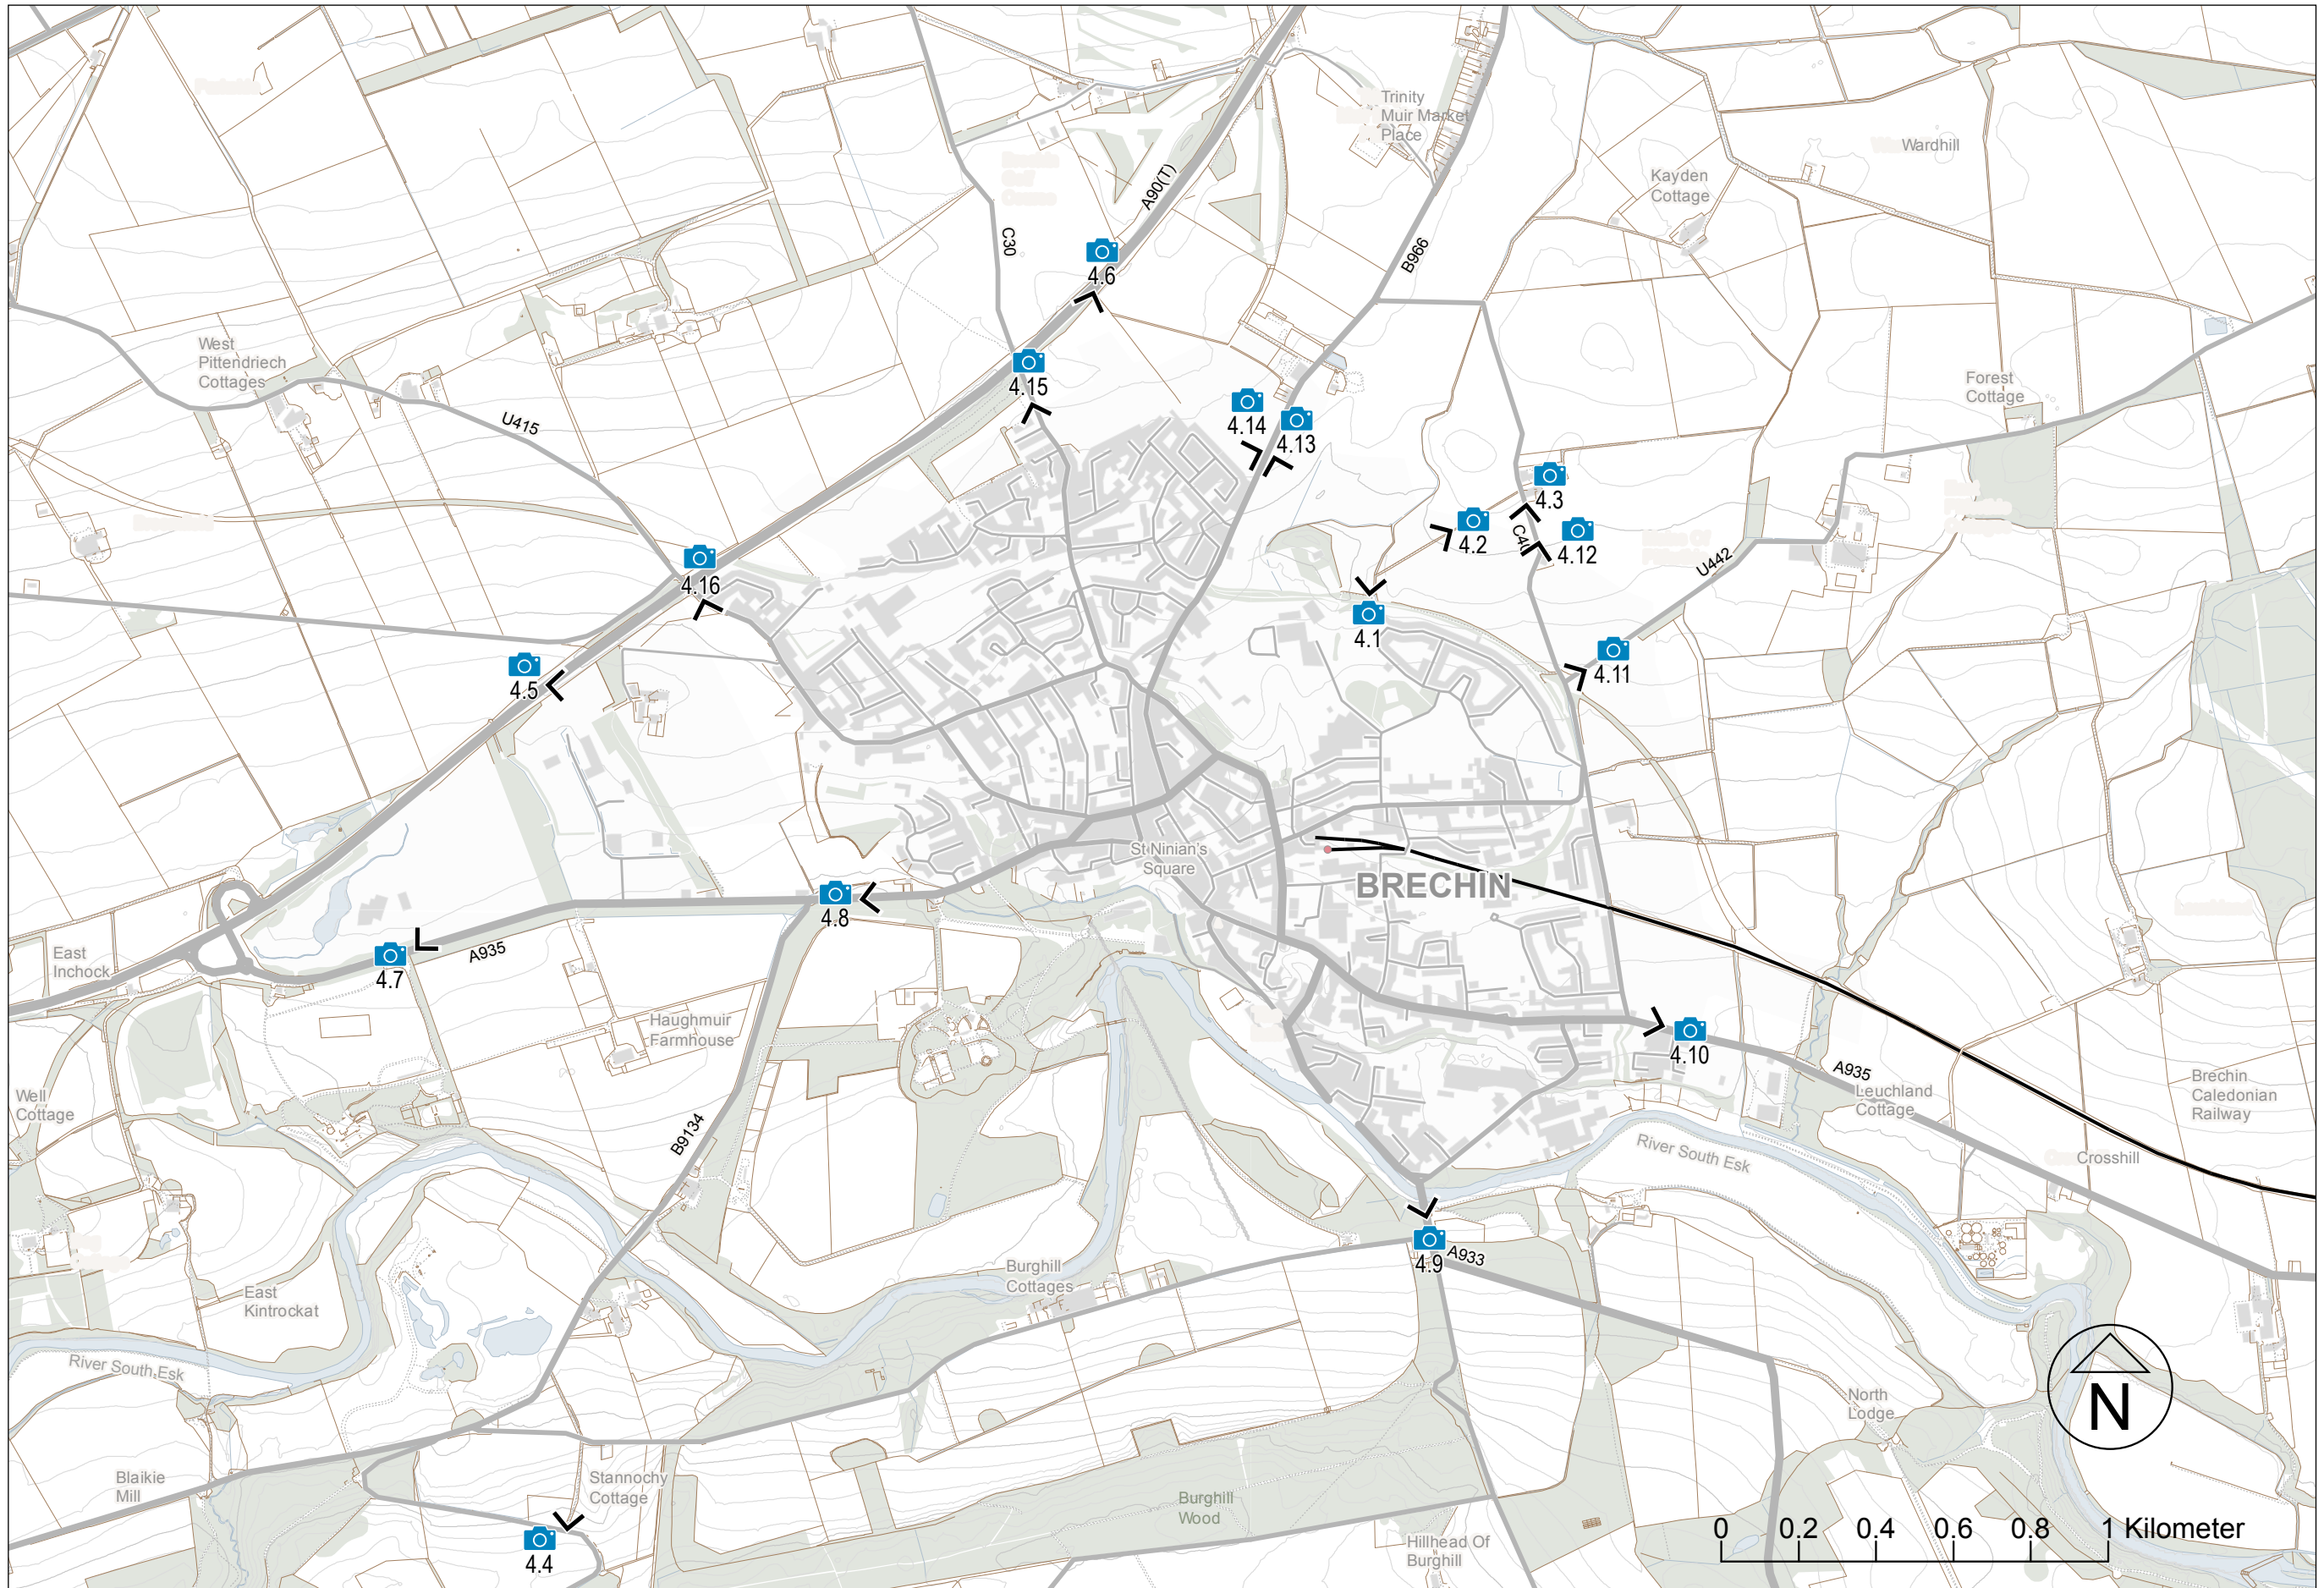 Trinity
Muir Market
Place
Wardhill
A90(T)
Kayden
Cottage
C30
B966
4.6
West
Pittendriech
Cottages
4.15
Forest
Cottage
U415
4.14
4.13
4.3
4.2
4.12
U442
4.16
4.1
4.11
4.5
St Ninian's
Square
BRECHIN
4.8
East
Inchock
A935
4.7
Haughmuir
Farmhouse
4.10
A935
Leuchland
Cottage
Brechin
Caledonian
Railway
Well
Cottage
B9134
River South Esk
Crosshill
4.9
A933
Burghill
Cottages
East
Kintrockat
River South Esk
N
North
Lodge
Blaikie
Mill
Stannochy
Cottage
Burghill
Wood
0 0.2 0.4 0.6 0.8 1 Kilometer
Hillhead Of
Burghill
4.4